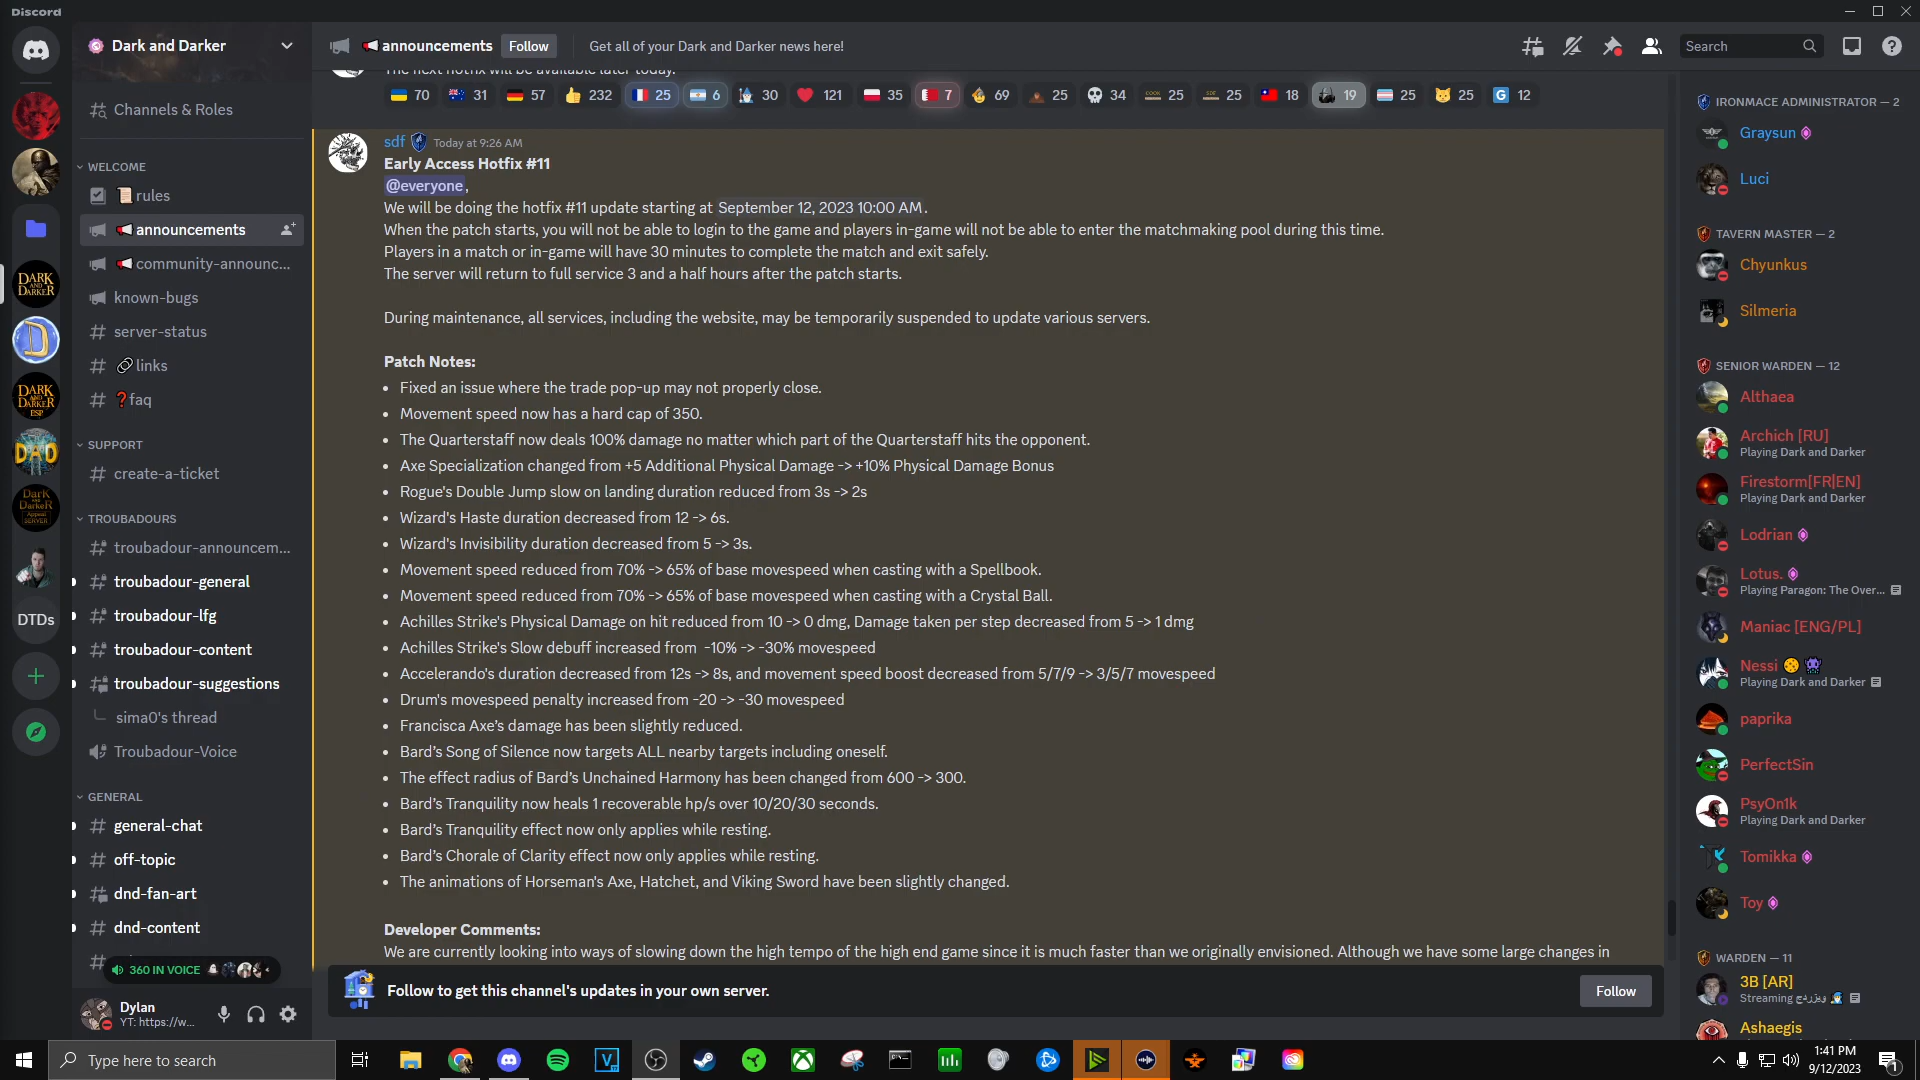 Discord
Dark and Darker
announcements
Follow
Get all of your Dark and Darker news here!
Search
Channels & Roles
WELCOME
rules
announcements
community-announc...
known-bugs
server-status
links
faq
SUPPORT
create-a-ticket
TROUBADOURS
troubadour-announcem...
troubadour-general
troubadour-lfg
troubadour-content
troubadour-suggestions
sima0's thread
Troubadour-Voice
GENERAL
general-chat
off-topic
dnd-fan-art
dnd-content
360 IN VOICE
Dylan
YT: https://w...
DARK AND DARKER
DARK AND DARKER ESP
DAD
DARK AND DARKER Appeal SERVER
DTDs
The next hotfix will be available later today.
70 31 57 232 25 6 30 121 35 7 69 25 34 25 25 18 19 25 25 12
sdf Today at 9:26 AM
Early Access Hotfix #11
@everyone,
We will be doing the hotfix #11 update starting at September 12, 2023 10:00 AM.
When the patch starts, you will not be able to login to the game and players in-game will not be able to enter the matchmaking pool during this time.
Players in a match or in-game will have 30 minutes to complete the match and exit safely.
The server will return to full service 3 and a half hours after the patch starts.
During maintenance, all services, including the website, may be temporarily suspended to update various servers.
Patch Notes:
• Fixed an issue where the trade pop-up may not properly close.
• Movement speed now has a hard cap of 350.
• The Quarterstaff now deals 100% damage no matter which part of the Quarterstaff hits the opponent.
• Axe Specialization changed from +5 Additional Physical Damage -> +10% Physical Damage Bonus
• Rogue's Double Jump slow on landing duration reduced from 3s -> 2s
• Wizard's Haste duration decreased from 12 -> 6s.
• Wizard's Invisibility duration decreased from 5 -> 3s.
• Movement speed reduced from 70% -> 65% of base movespeed when casting with a Spellbook.
• Movement speed reduced from 70% -> 65% of base movespeed when casting with a Crystal Ball.
• Achilles Strike's Physical Damage on hit reduced from 10 -> 0 dmg, Damage taken per step decreased from 5 -> 1 dmg
• Achilles Strike's Slow debuff increased from -10% -> -30% movespeed
• Accelerando's duration decreased from 12s -> 8s, and movement speed boost decreased from 5/7/9 -> 3/5/7 movespeed
• Drum's movespeed penalty increased from -20 -> -30 movespeed
• Francisca Axe's damage has been slightly reduced.
• Bard's Song of Silence now targets ALL nearby targets including oneself.
• The effect radius of Bard's Unchained Harmony has been changed from 600 -> 300.
• Bard's Tranquility now heals 1 recoverable hp/s over 10/20/30 seconds.
• Bard's Tranquility effect now only applies while resting.
• Bard's Chorale of Clarity effect now only applies while resting.
• The animations of Horseman's Axe, Hatchet, and Viking Sword have been slightly changed.
Developer Comments:
We are currently looking into ways of slowing down the high tempo of the high end game since it is much faster than we originally envisioned. Although we have some large changes in
Follow to get this channel's updates in your own server.
Follow
IRONMACE ADMINISTRATOR — 2
Graysun
Luci
TAVERN MASTER — 2
Chyunkus
Silmeria
SENIOR WARDEN — 12
Althaea
Archich [RU]
Playing Dark and Darker
Firestorm[FR|EN]
Playing Dark and Darker
Lodrian
Lotus.
Playing Paragon: The Over...
Maniac [ENG/PL]
Nessi
Playing Dark and Darker
paprika
PerfectSin
PsyOn1k
Playing Dark and Darker
Tomikka
Toy
WARDEN — 11
3B [AR]
Streaming ويزردج
Ashaegis
Type here to search
1:41 PM
9/12/2023
1